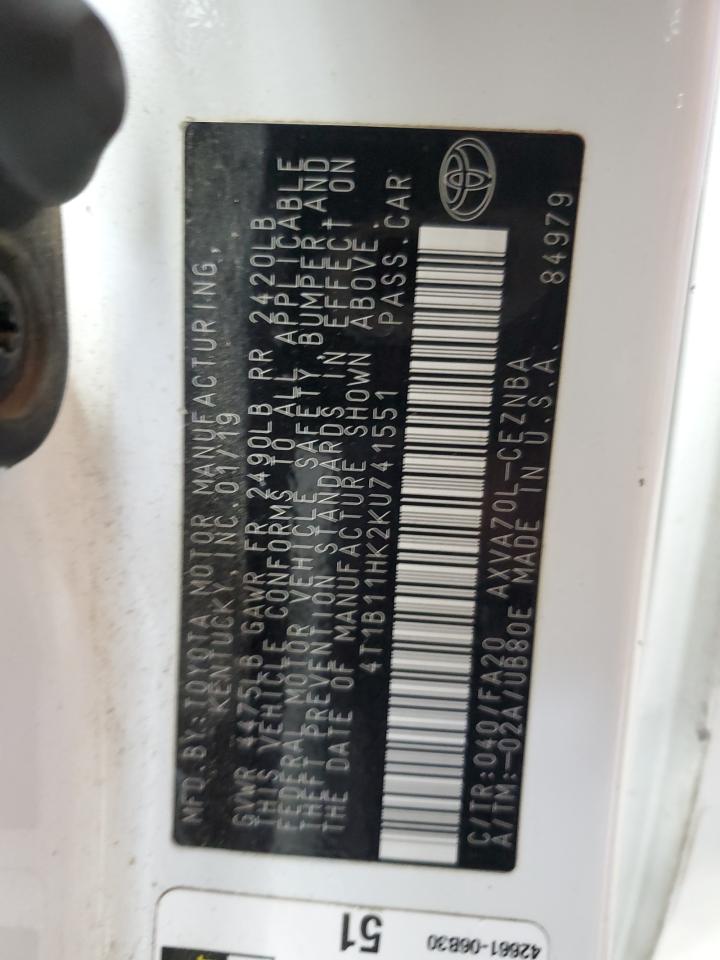 MFD.BY:TOYOTA MOTOR MANUFACTURING,
KENTUCKY, INC.01/19
GVWR 4475LB GAWR FR 2490LB RR 2420LB
THIS VEHICLE CONFORMS TO ALL APPLICABLE
FEDERAL MOTOR VEHICLE SAFETY, BUMPER, AND
THEFT PREVENTION STANDARDS IN EFFECT ON
THE DATE OF MANUFACTURE SHOWN ABOVE.
4T1B11HK2KU741551 PASS.CAR
C/TR:040/FA20 AXVA70L-CEZNBA
A/TM:-02A/UB80E MADE IN U.S.A. 84979
51
42661-06B30